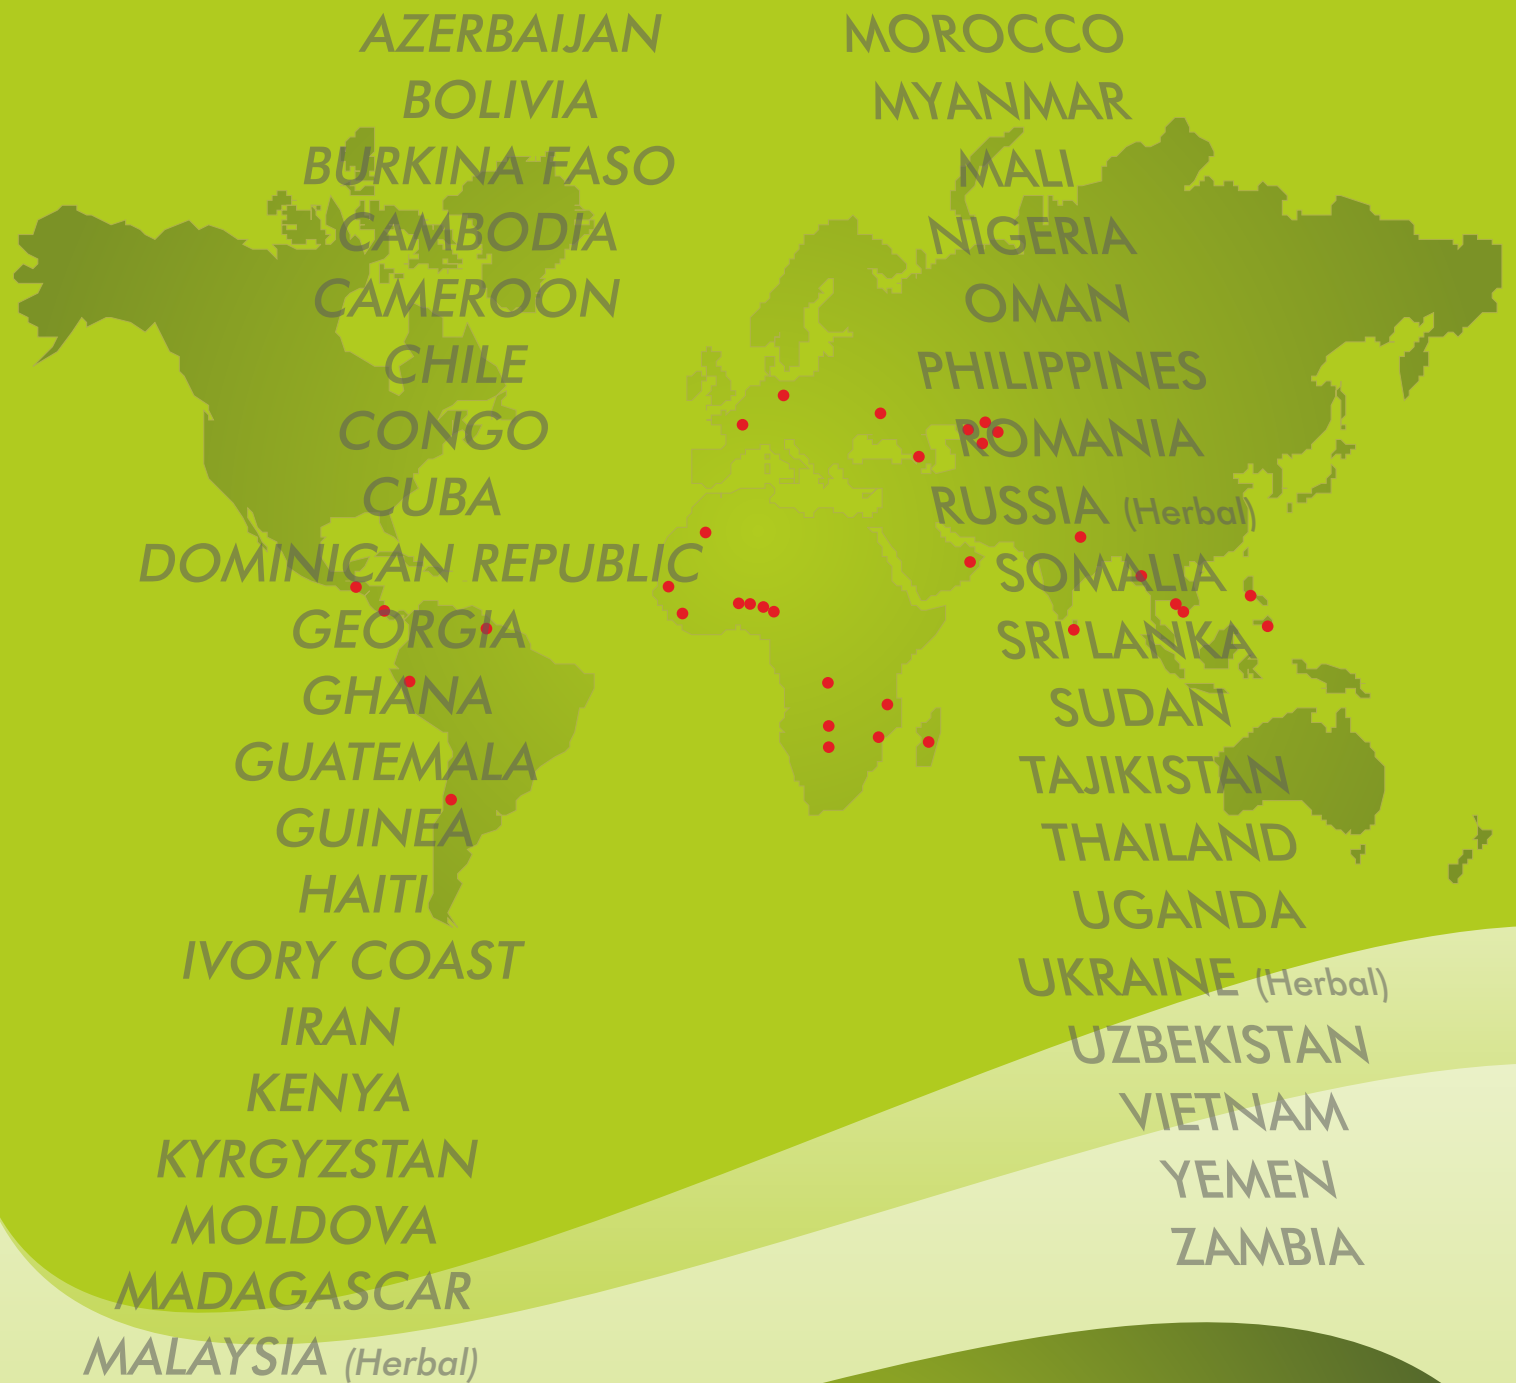 AZERBAIJAN
BOLIVIA
BURKINA FASO
CAMBODIA
CAMEROON
CHILE
CONGO
CUBA
DOMINICAN REPUBLIC
GEORGIA
GHANA
GUATEMALA
GUINEA
HAITI
IVORY COAST
IRAN
KENYA
KYRGYZSTAN
MOLDOVA
MADAGASCAR
MALAYSIA (Herbal)
MOROCCO
MYANMAR
MALI
NIGERIA
OMAN
PHILIPPINES
ROMANIA
RUSSIA (Herbal)
SOMALIA
SRI LANKA
SUDAN
TAJIKISTAN
THAILAND
UGANDA
UKRAINE (Herbal)
UZBEKISTAN
VIETNAM
YEMEN
ZAMBIA